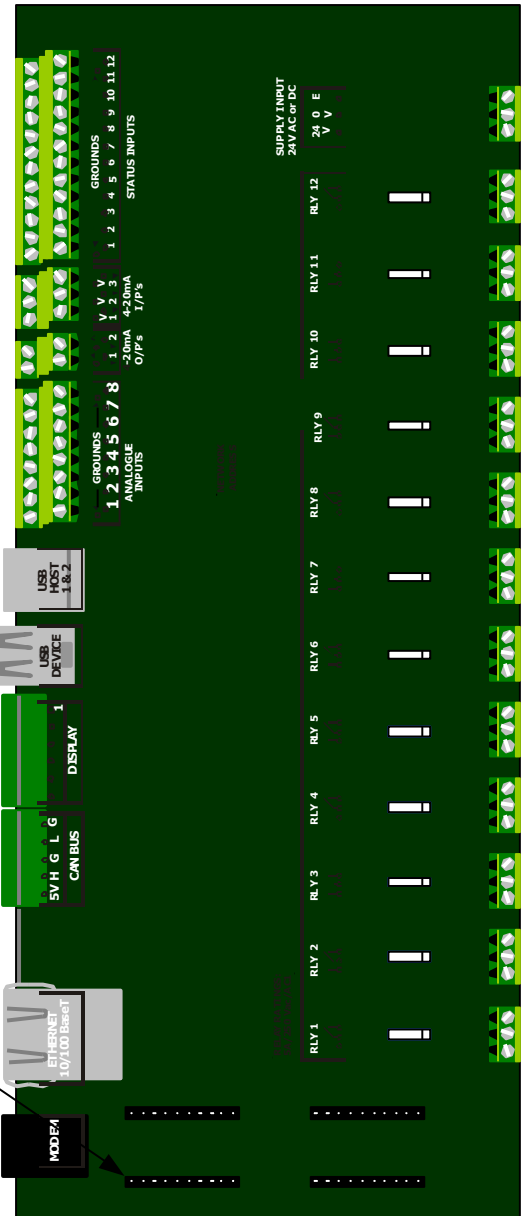 SUPPLY INPUT
24V AC or DC
24 0 E
V V
GROUNDS
1 2 3 4 5 6 7 8 9 10 11 12
STATUS INPUTS
V V V
1 2 3
4-20mA
I/P's
1 2
-20mA
O/P's
GROUNDS
1 2 3 4 5 6 7 8
ANALOGUE
INPUTS
USB
HOST
1 & 2
USB
DEVICE
1
DISPLAY
5V H G L G
CAN BUS
ETHERNET
10/100 BaseT
MODEM
RLY 12
RLY 11
RLY 10
RLY 9
RLY 8
RLY 7
RLY 6
RLY 5
RLY 4
RLY 3
RLY 2
RLY 1